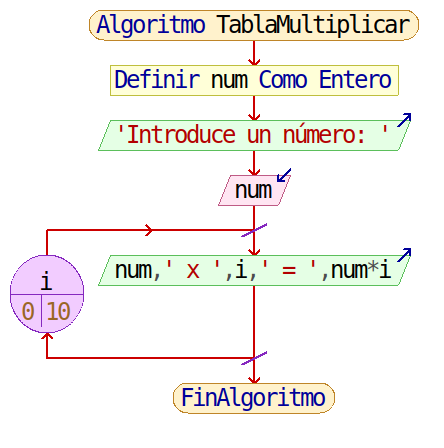 Algoritmo TablaMultiplicar
Definir num Como Entero
'Introduce un número: '
num
num,' x ',i,' = ',num*i
i
0 10
FinAlgoritmo